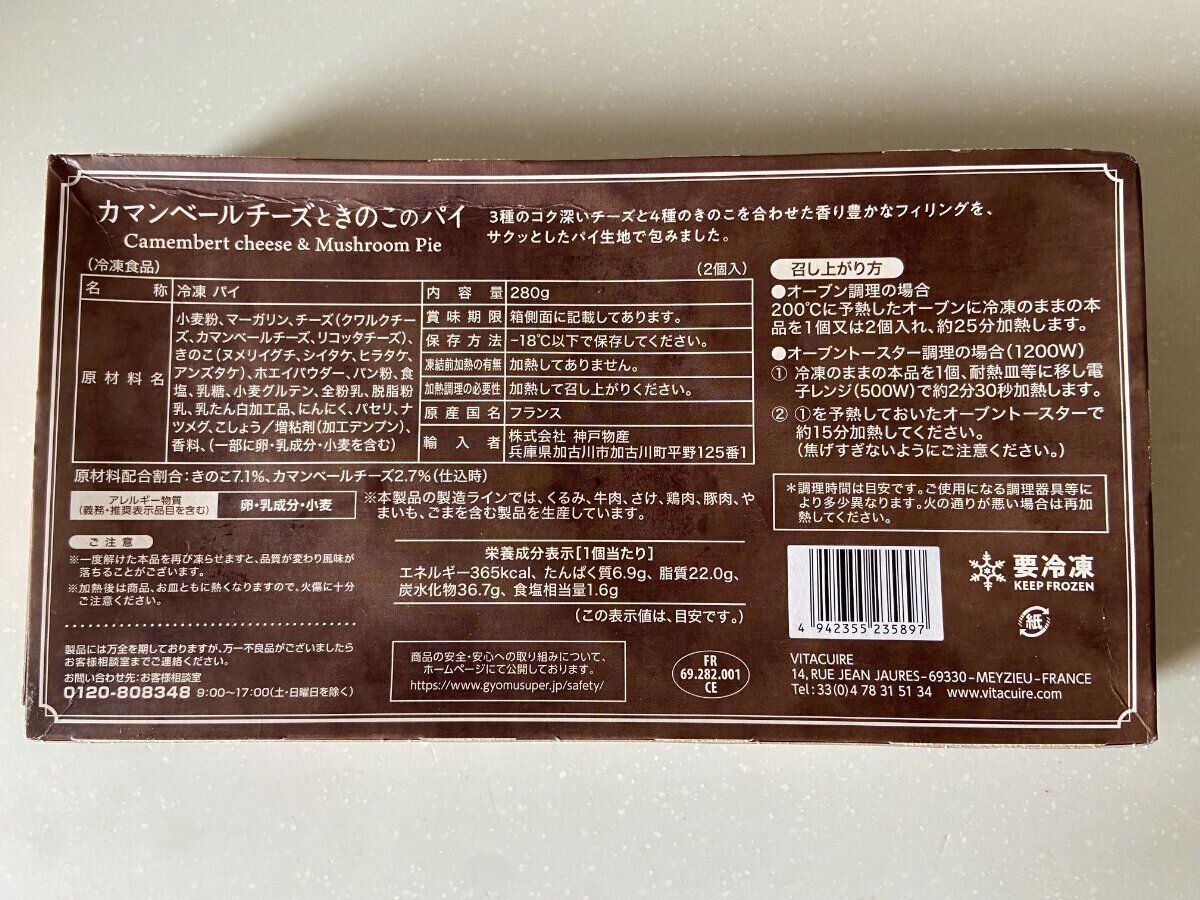 カマンベールチーズときのこのパイ
Camembert cheese & Mushroom Pie
3種のコク深いチーズと4種のきのこを合わせた香り豊かなフィリングを、
サクッとしたパイ生地で包みました。
(冷凍食品)
(2個入)
名 称 冷凍 パイ
原材料名
小麦粉、マーガリン、チーズ(クワルクチー
ズ、カマンベールチーズ、リコッタチーズ)、
きのこ(ヌメリイグチ、シイタケ、ヒラタケ、
アンズタケ)、ホエイパウダー、パン粉、食
塩、乳糖、小麦グルテン、全粉乳、脱脂粉
乳、乳たん白加工品、にんにく、パセリ、ナ
ツメグ、こしょう/増粘剤(加工デンプン)、
香料、(一部に卵・乳成分・小麦を含む)
内容量 280g
賞味期限 箱側面に記載してあります。
保存方法 -18℃以下で保存してください。
凍結前加熱の有無 加熱してありません。
加熱調理の必要性 加熱して召し上がりください。
原産国名 フランス
輸入者 株式会社 神戸物産
兵庫県加古川市加古川町平野125番1
原材料配合割合:きのこ7.1%、カマンベールチーズ2.7%(仕込時)
アレルギー物質
(義務・推奨表示品目を含む)
卵・乳成分・小麦
※本製品の製造ラインでは、くるみ、牛肉、さけ、鶏肉、豚肉、や
まいも、ごまを含む製品を生産しています。
ご注意
※一度解けた本品を再び凍らせますと、品質が変わり風味が
落ちることがございます。
※加熱後は商品、お皿ともに熱くなりますので、火傷に十分
ご注意ください。
栄養成分表示[1個当たり]
エネルギー365kcal、たんぱく質6.9g、脂質22.0g、
炭水化物36.7g、食塩相当量1.6g
(この表示値は、目安です。)
製品には万全を期しておりますが、万一不良品がございましたら
お客様相談室までご連絡ください。
お問い合わせ先:お客様相談室
0120-808348 9:00~17:00(土・日曜日を除く)
商品の安全・安心への取り組みについて、
ホームページにて公開しております。
https://www.gyomusuper.jp/safety/
FR
69.282.001
CE
召し上がり方
●オーブン調理の場合
200℃に予熱したオーブンに冷凍のままの本
品を1個又は2個入れ、約25分加熱します。
●オーブントースター調理の場合(1200W)
① 冷凍のままの本品を1個、耐熱皿等に移し電
子レンジ(500W)で約2分30秒加熱します。
② ①を予熱しておいたオーブントースターで
約15分加熱してください。
(焦げすぎないようにご注意ください。)
＊調理時間は目安です。ご使用になる調理器具等に
より多少異なります。火の通りが悪い場合は再加
熱してください。
4 942355 235897
要冷凍
KEEP FROZEN
紙
VITACUIRE
14, RUE JEAN JAURES-69330-MEYZIEU-FRANCE
Tel:33(0)4 78 31 51 34 www.vitacuire.com